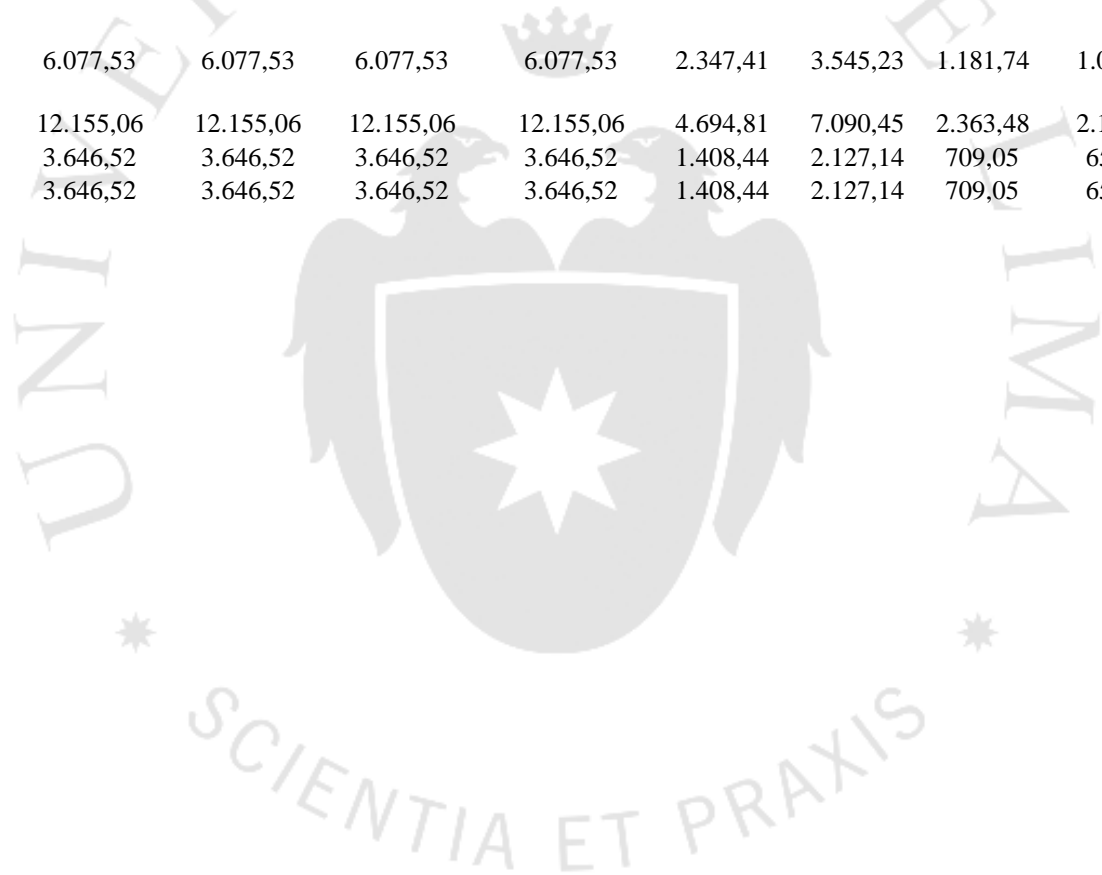 6.077,53 6.077,53 6.077,53 6.077,53 2.347,41 3.545,23 1.181,74
12.155,06 12.155,06 12.155,06 12.155,06 4.694,81 7.090,45 2.363,48
3.646,52 3.646,52 3.646,52 3.646,52 1.408,44 2.127,14 709,05
3.646,52 3.646,52 3.646,52 3.646,52 1.408,44 2.127,14 709,05
SCIENTIA ET PRAXIS